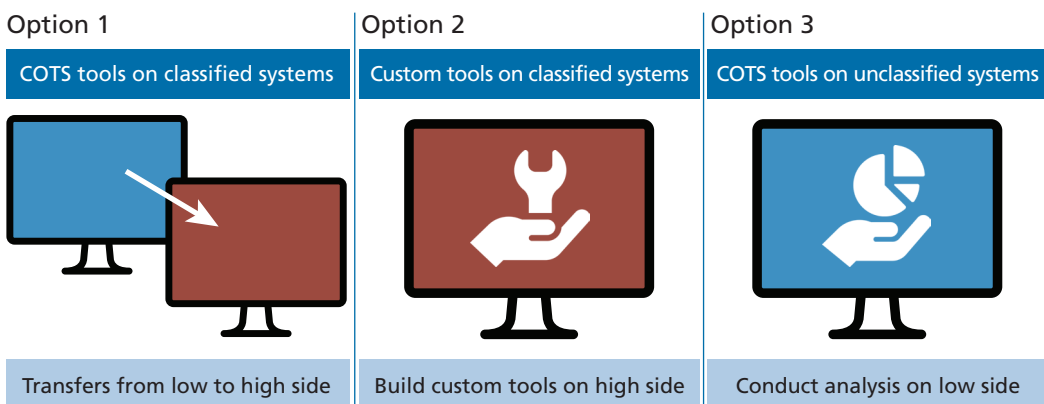 Option 1
COTS tools on classified systems
Transfers from low to high side
Option 2
Custom tools on classified systems
Build custom tools on high side
Option 3
COTS tools on unclassified systems
Conduct analysis on low side